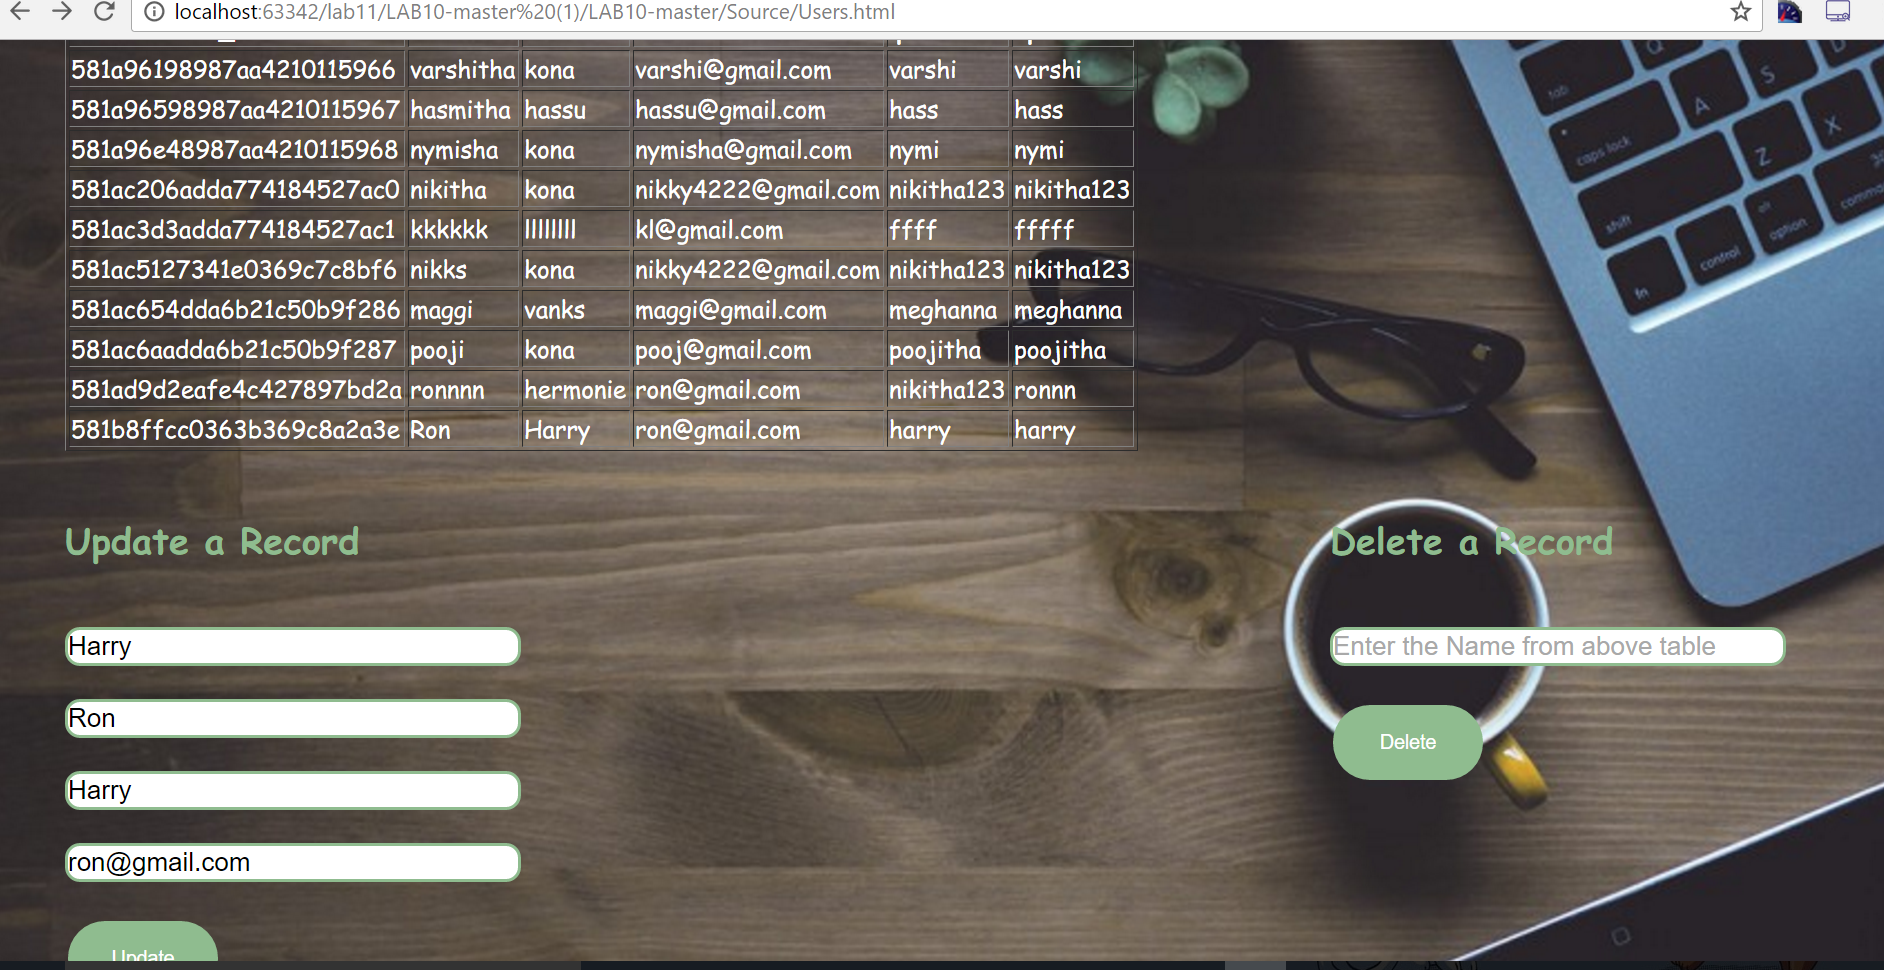 localhost:63342/lab11/LAB10-master%20(1)/LAB10-master/Source/Users.html
581a96198987aa4210115966 varshitha kona varshi@gmail.com varshi varshi
581a96598987aa4210115967 hasmitha hassu hassu@gmail.com hass hass
581a96e48987aa4210115968 nymisha kona nymisha@gmail.com nymi nymi
581ac206adda774184527ac0 nikitha kona nikky4222@gmail.com nikitha123 nikitha123
581ac3d3adda774184527ac1 kkkkkk llllllll kl@gmail.com ffff fffff
581ac5127341e0369c7c8bf6 nikks kona nikky4222@gmail.com nikitha123 nikitha123
581ac654dda6b21c50b9f286 maggi vanks maggi@gmail.com meghanna meghanna
581ac6aadda6b21c50b9f287 pooji kona pooj@gmail.com poojitha poojitha
581ad9d2eafe4c427897bd2a ronnnn hermonie ron@gmail.com nikitha123 ronnn
581b8ffcc0363b369c8a2a3e Ron Harry ron@gmail.com harry harry
Update a Record
Harry
Ron
Harry
ron@gmail.com
Update
Delete a Record
Enter the Name from above table
Delete
tab
Q
caps lock
A
S
D
shift
Z
X
fn
control
alt
option